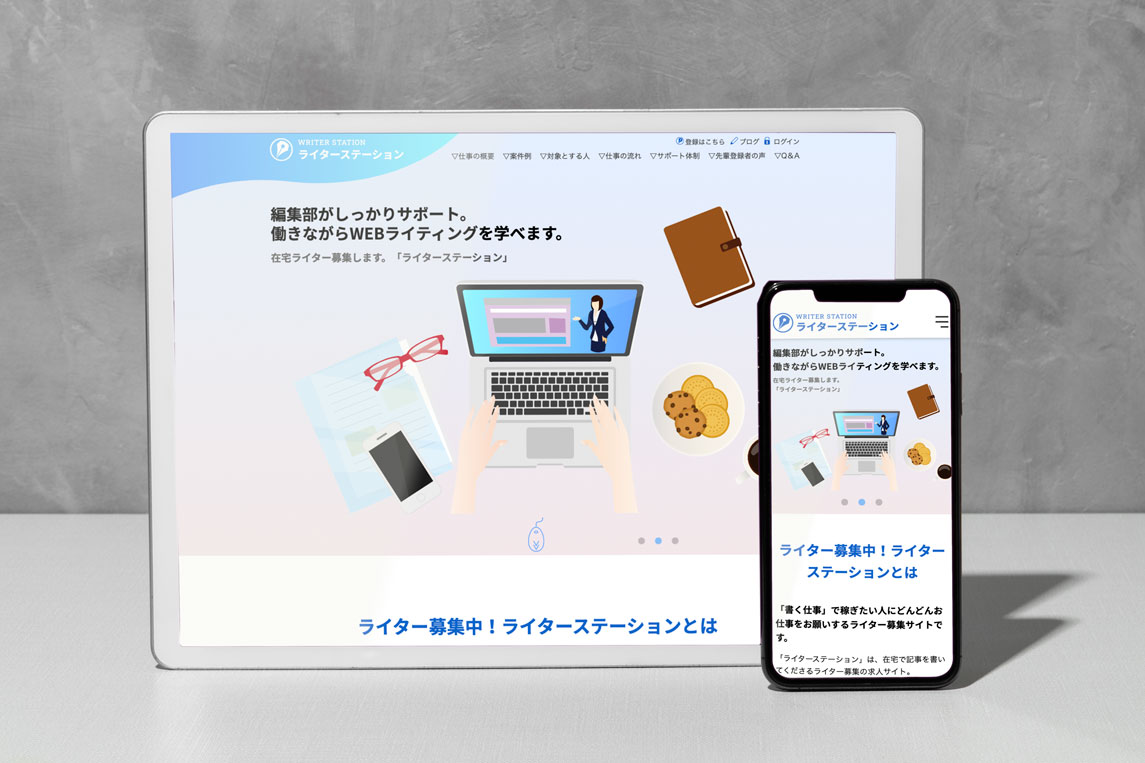 WRITER STATION
ライターステーション
登録はこちら ブログ ログイン
▽仕事の概要 ▽案件例 ▽対象とする人 ▽仕事の流れ ▽サポート体制 ▽先輩登録者の声 ▽Q&A
編集部がしっかりサポート。
働きながらWEBライティングを学べます。
在宅ライター募集します。「ライターステーション」
ライター募集中！ライターステーションとは
WRITER STATION
ライターステーション
編集部がしっかりサポート。
働きながらWEBライティングを学べます。
在宅ライター募集します。
「ライターステーション」
ライター募集中！ライター
ステーションとは
「書く仕事」で稼ぎたい人にどんどんお
仕事をお願いするライター募集サイトで
す。
「ライターステーション」は、在宅で記事を書い
てくださるライター募集の求人サイト。